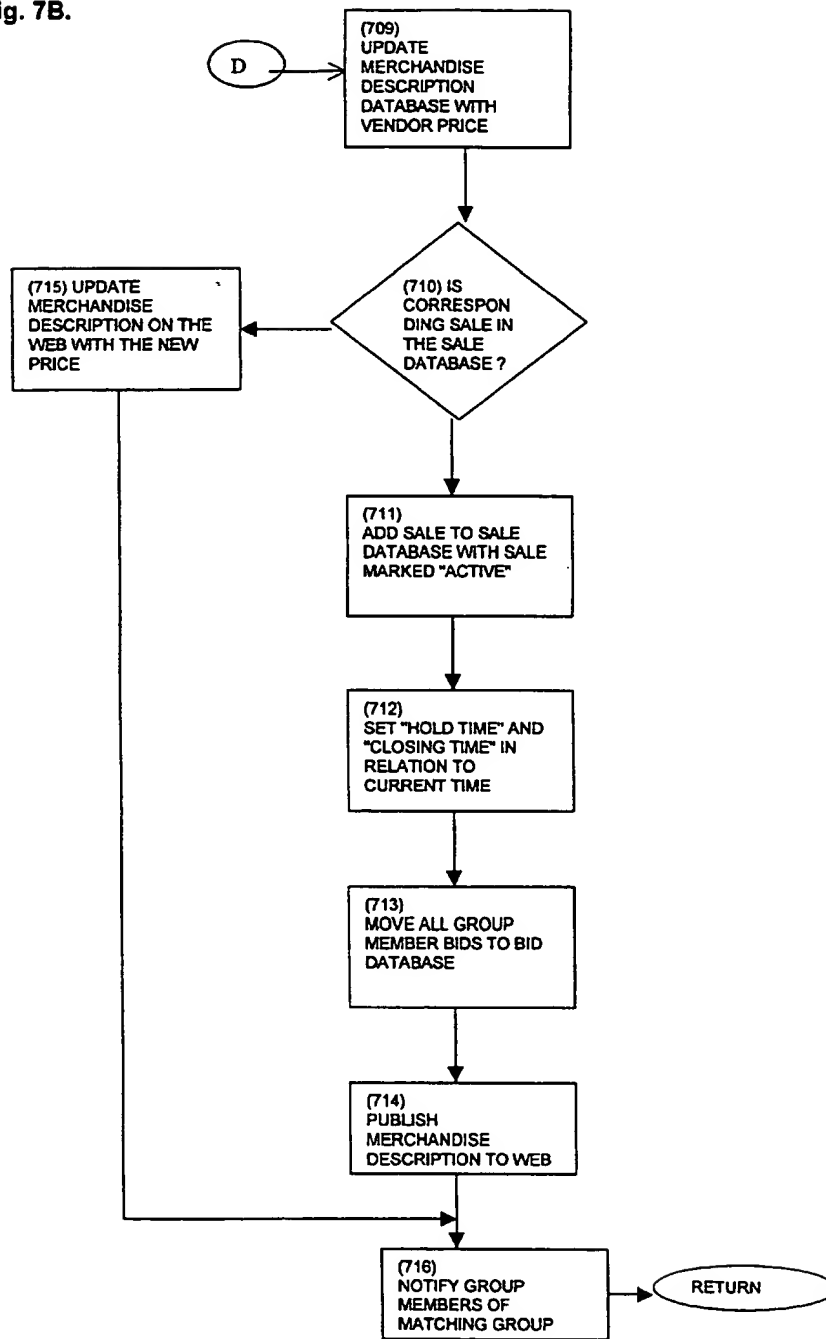 ig. 7B.
D
(709)
UPDATE
MERCHANDISE
DESCRIPTION
DATABASE WITH
VENDOR PRICE
(710) IS
CORRESPON
DING SALE IN
THE SALE
DATABASE ?
(715) UPDATE
MERCHANDISE
DESCRIPTION ON THE
WEB WITH THE NEW
PRICE
(711)
ADD SALE TO SALE
DATABASE WITH SALE
MARKED "ACTIVE"
(712)
SET "HOLD TIME" AND
"CLOSING TIME" IN
RELATION TO
CURRENT TIME
(713)
MOVE ALL GROUP
MEMBER BIDS TO BID
DATABASE
(714)
PUBLISH
MERCHANDISE
DESCRIPTION TO WEB
(716)
NOTIFY GROUP
MEMBERS OF
MATCHING GROUP
RETURN